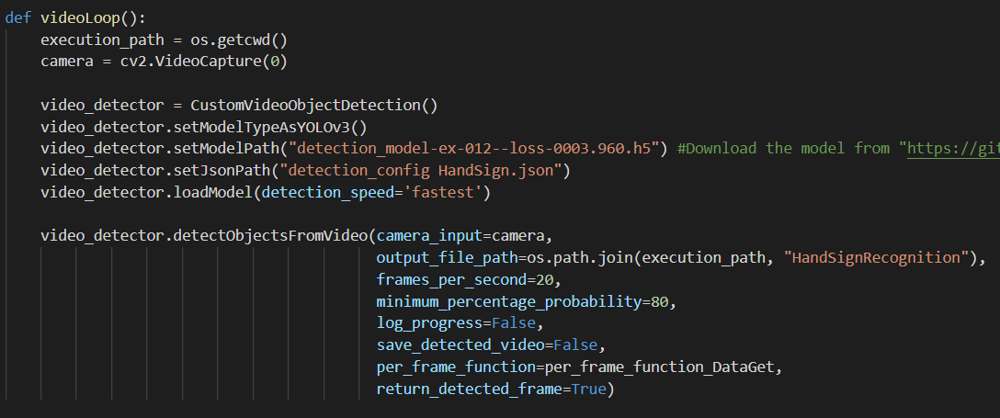 def videoLoop():
    execution_path = os.getcwd()
    camera = cv2.VideoCapture(0)

    video_detector = CustomVideoObjectDetection()
    video_detector.setModelTypeAsYOLOv3()
    video_detector.setModelPath("detection_model-ex-012--loss-0003.960.h5") #Download the model from "https://git
    video_detector.setJsonPath("detection_config HandSign.json")
    video_detector.loadModel(detection_speed='fastest')

    video_detector.detectObjectsFromVideo(camera_input=camera,
                                          output_file_path=os.path.join(execution_path, "HandSignRecognition"),
                                          frames_per_second=20,
                                          minimum_percentage_probability=80,
                                          log_progress=False,
                                          save_detected_video=False,
                                          per_frame_function=per_frame_function_DataGet,
                                          return_detected_frame=True)